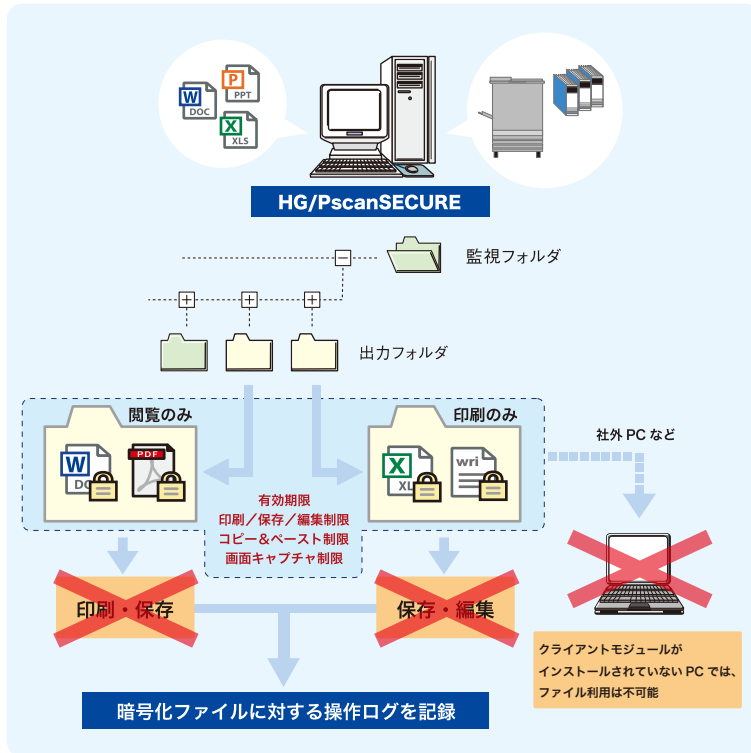 W
DOC
P
PPT
X
XLS
HG/PscanSECURE
監視フォルダ
出力フォルダ
閲覧のみ
印刷のみ
社外 PC など
W
DO
PDF
X
XL
wri
有効期限
印刷／保存／編集制限
コピー&ペースト制限
画面キャプチャ制限
印刷・保存
保存・編集
クライアントモジュールが
インストールされていない PC では、
ファイル利用は不可能
暗号化ファイルに対する操作ログを記録